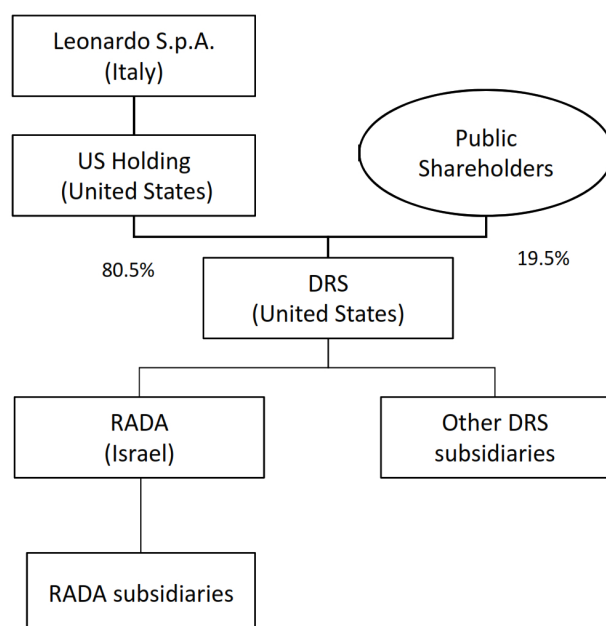 Leonardo S.p.A.
(Italy)
US Holding
(United States)
Public
Shareholders
80.5%
19.5%
DRS
(United States)
RADA
(Israel)
Other DRS
subsidiaries
RADA subsidiaries